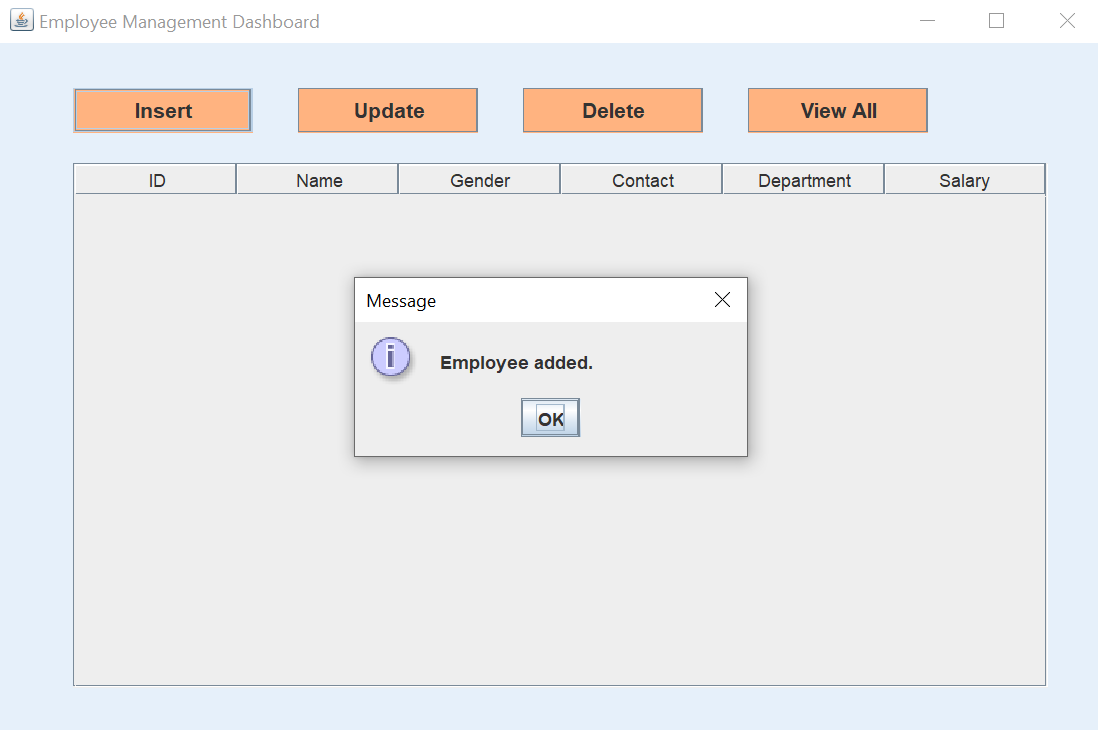 Employee Management Dashboard
Insert Update Delete View All
ID Name Gender Contact Department Salary
Message
i Employee added.
OK